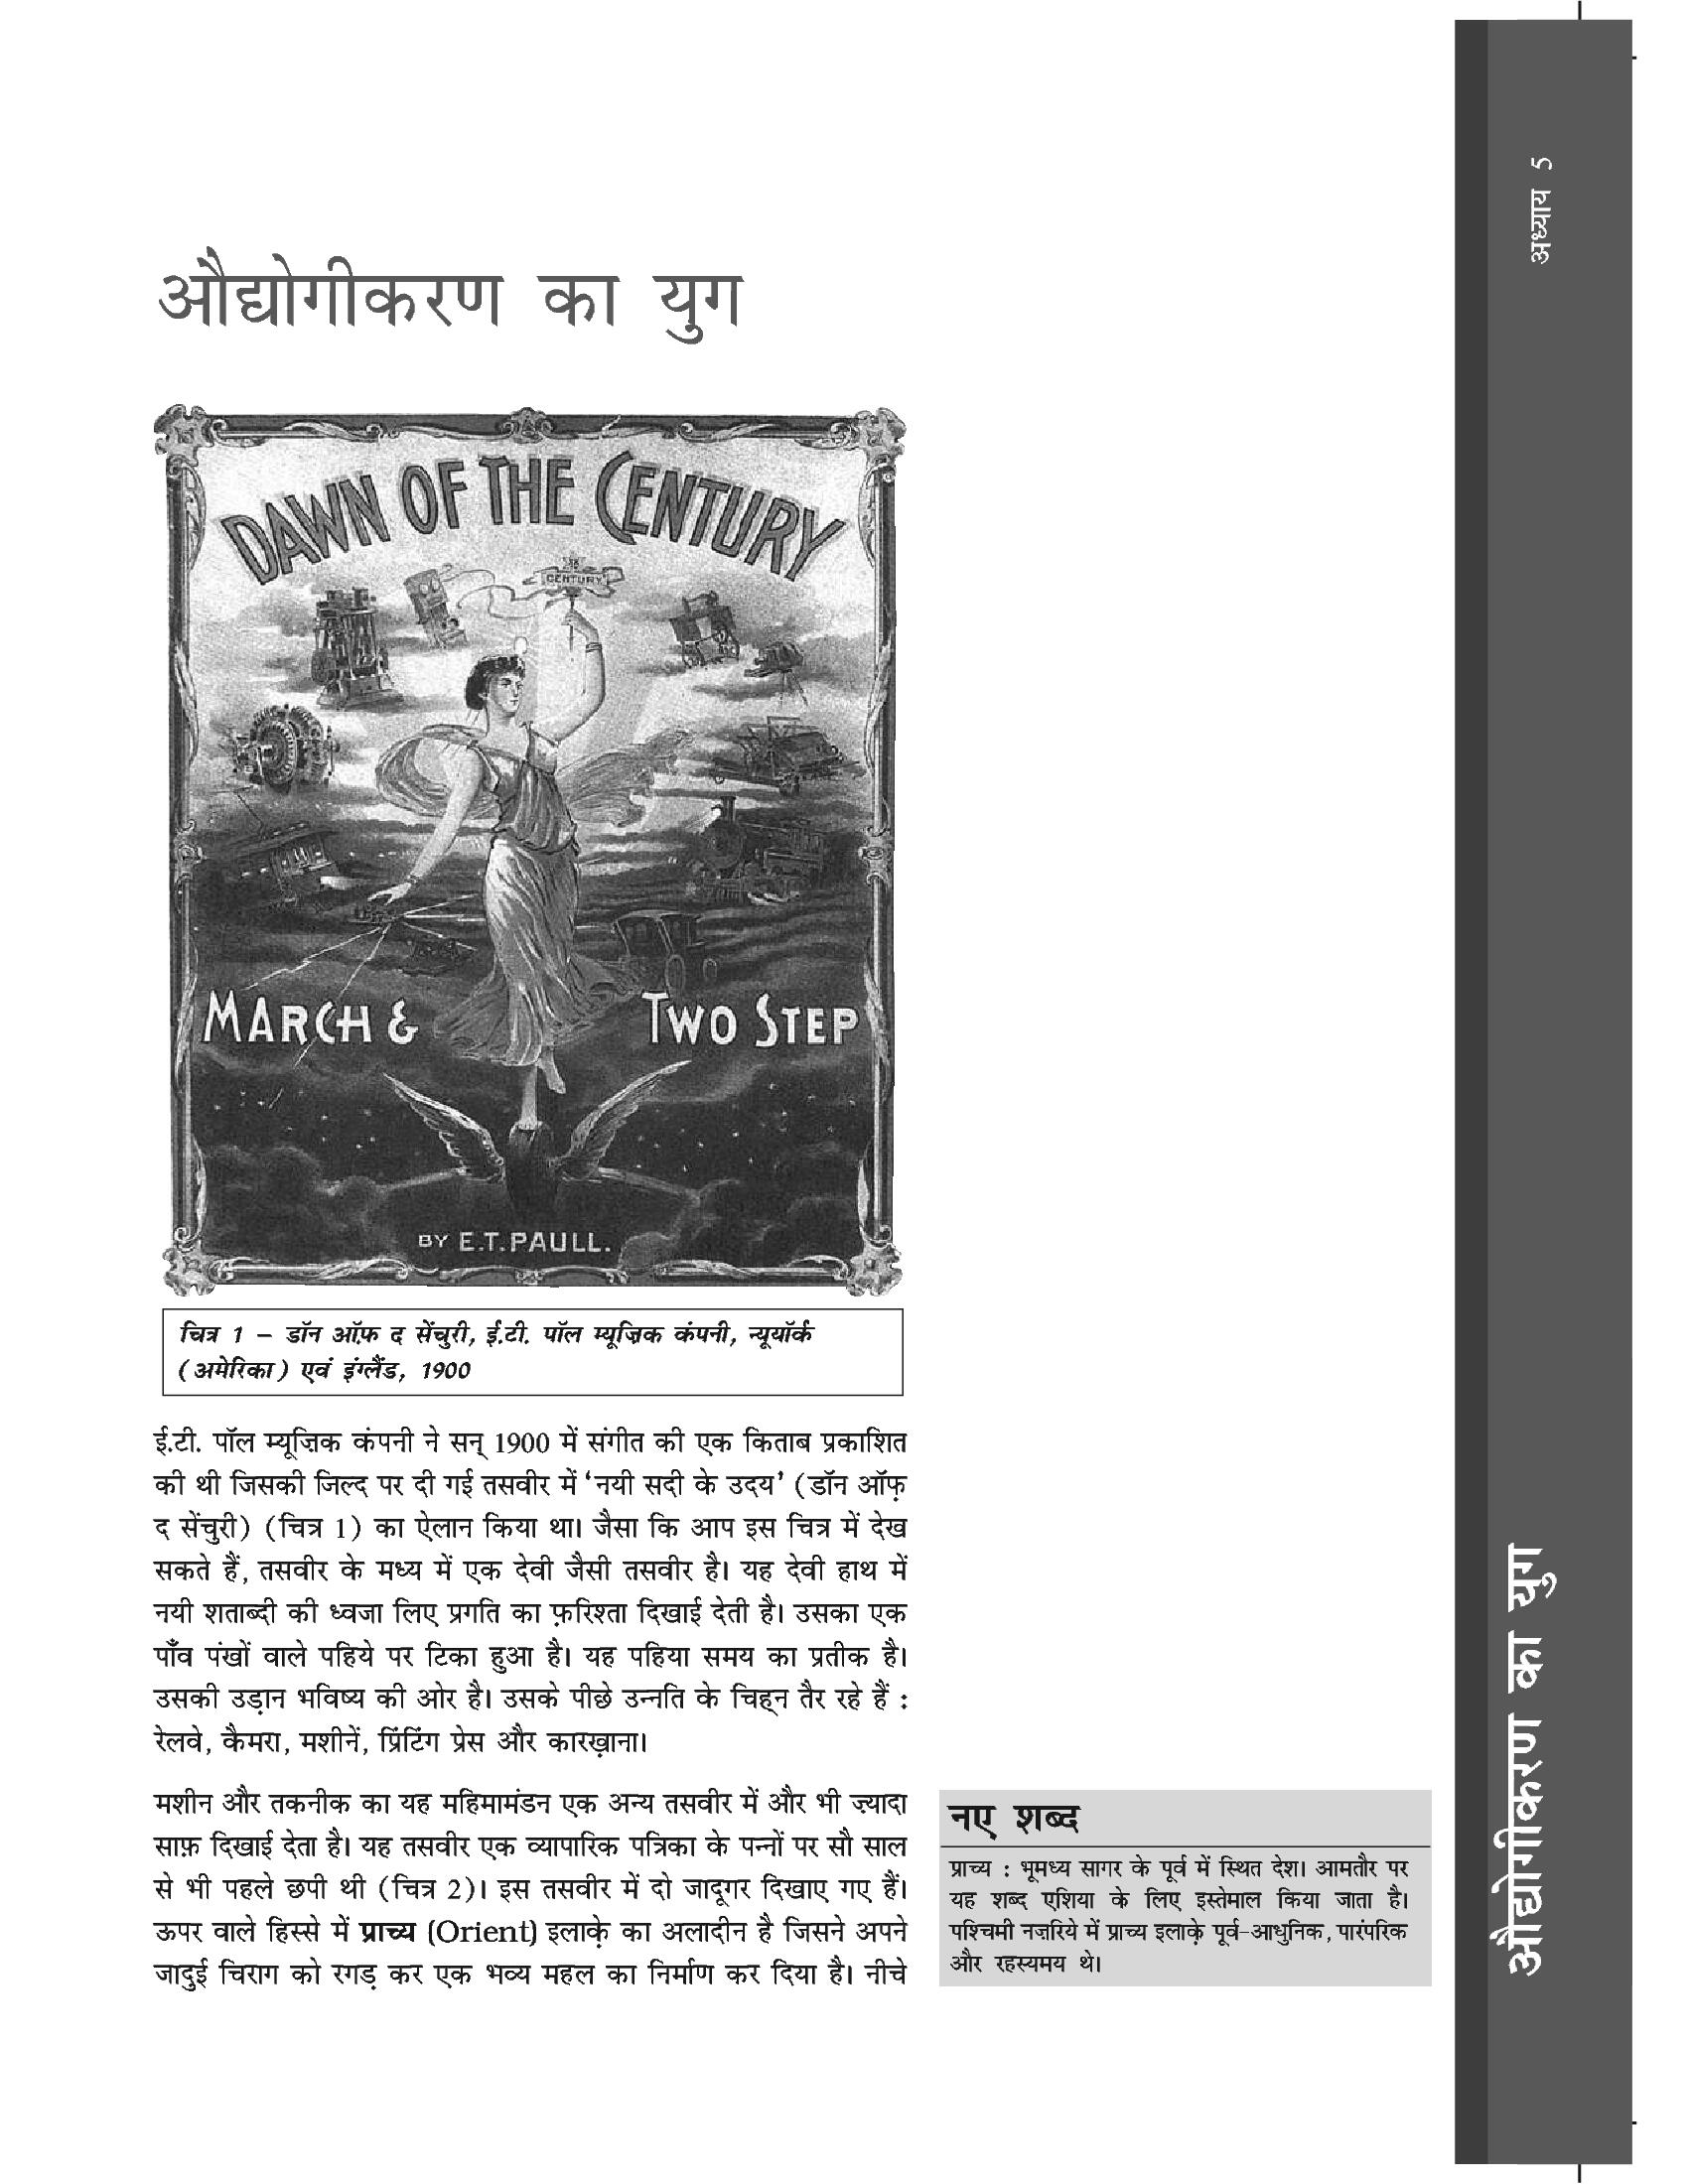 अध्याय 5
औद्योगीकरण का युग
DAWN OF THE CENTURY
CENTURY
MARCH & TWO STEP
BY E.T. PAULL.
चित्र 1 – डॉन ऑफ़ द सेंचुरी, ई.टी. पॉल म्यूज़िक कंपनी, न्यूयॉर्क
(अमेरिका) एवं इंग्लैंड, 1900
ई.टी. पॉल म्यूज़िक कंपनी ने सन् 1900 में संगीत की एक किताब प्रकाशित
की थी जिसकी जिल्द पर दी गई तसवीर में ‘नयी सदी के उदय’ (डॉन ऑफ़
द सेंचुरी) (चित्र 1) का ऐलान किया था। जैसा कि आप इस चित्र में देख
सकते हैं, तसवीर के मध्य में एक देवी जैसी तसवीर है। यह देवी हाथ में
नयी शताब्दी की ध्वजा लिए प्रगति का फ़रिश्ता दिखाई देती है। उसका एक
पाँव पंखों वाले पहिये पर टिका हुआ है। यह पहिया समय का प्रतीक है।
उसकी उड़ान भविष्य की ओर है। उसके पीछे उन्नति के चिह्न तैर रहे हैं :
रेलवे, कैमरा, मशीनें, प्रिंटिंग प्रेस और कारख़ाना।
मशीन और तकनीक का यह महिमामंडन एक अन्य तसवीर में और भी ज़्यादा
साफ़ दिखाई देता है। यह तसवीर एक व्यापारिक पत्रिका के पन्नों पर सौ साल
से भी पहले छपी थी (चित्र 2)। इस तसवीर में दो जादूगर दिखाए गए हैं।
ऊपर वाले हिस्से में प्राच्य (Orient) इलाक़े का अलादीन है जिसने अपने
जादुई चिराग को रगड़ कर एक भव्य महल का निर्माण कर दिया है। नीचे
नए शब्द
प्राच्य : भूमध्य सागर के पूर्व में स्थित देश। आमतौर पर
यह शब्द एशिया के लिए इस्तेमाल किया जाता है।
पश्चिमी नज़रिये में प्राच्य इलाक़े पूर्व-आधुनिक, पारंपरिक
और रहस्यमय थे।
औद्योगीकरण का युग